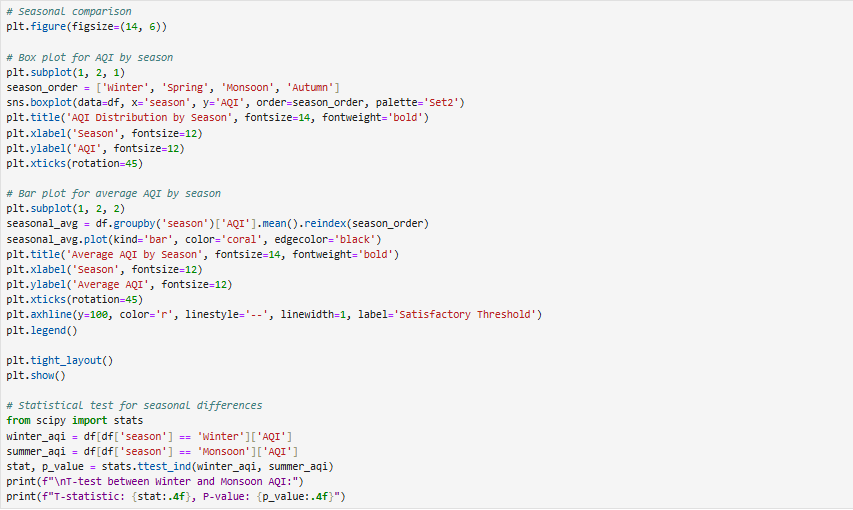 # Seasonal comparison
plt.figure(figsize=(14, 6))
# Box plot for AQI by season
plt.subplot(1, 2, 1)
season_order = ['Winter', 'Spring', 'Monsoon', 'Autumn']
sns.boxplot(data=df, x='season', y='AQI', order=season_order, palette='Set2')
plt.title('AQI Distribution by Season', fontsize=14, fontweight='bold')
plt.xlabel('Season', fontsize=12)
plt.ylabel('AQI', fontsize=12)
plt.xticks(rotation=45)
# Bar plot for average AQI by season
plt.subplot(1, 2, 2)
seasonal_avg = df.groupby('season')['AQI'].mean().reindex(season_order)
seasonal_avg.plot(kind='bar', color='coral', edgecolor='black')
plt.title('Average AQI by Season', fontsize=14, fontweight='bold')
plt.xlabel('Season', fontsize=12)
plt.ylabel('Average AQI', fontsize=12)
plt.xticks(rotation=45)
plt.axhline(y=100, color='r', linestyle='--', linewidth=1, label='Satisfactory Threshold')
plt.legend()
plt.tight_layout()
plt.show()
# Statistical test for seasonal differences
from scipy import stats
winter_aqi = df[df['season'] == 'Winter']['AQI']
summer_aqi = df[df['season'] == 'Monsoon']['AQI']
stat, p_value = stats.ttest_ind(winter_aqi, summer_aqi)
print(f"\nT-test between Winter and Monsoon AQI:")
print(f"T-statistic: {stat:.4f}, P-value: {p_value:.4f}")